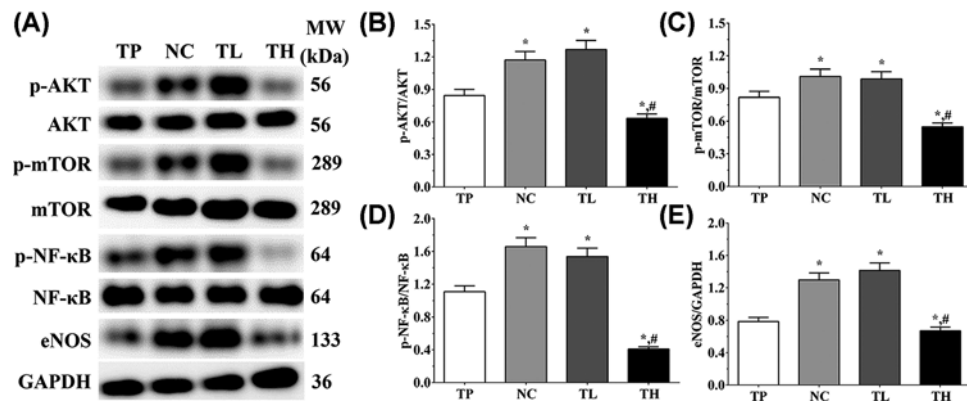 (A)
TP NC TL TH MW
(kDa)
p-AKT 56
AKT 56
p-mTOR 289
mTOR 289
p-NF-κB 64
NF-κB 64
eNOS 133
GAPDH 36
(B)
p-AKT/AKT
1.5
1.2
0.9
0.6
0.3
0.0
* * *,#
TP NC TL TH
(C)
p-mTOR/mTOR
1.5
1.2
0.9
0.6
0.3
0.0
* * *,#
TP NC TL TH
(D)
p-NF-κB/NF-κB
2.0
1.6
1.2
0.8
0.4
0.0
* * *,#
TP NC TL TH
(E)
eNOS/GAPDH
2.0
1.6
1.2
0.8
0.4
0.0
* * *,#
TP NC TL TH